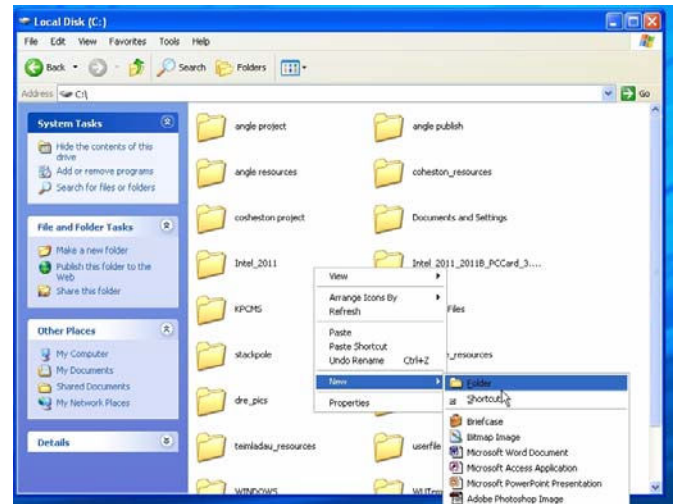 Local Disk (C:)
File Edit View Favorites Tools Help
Back Search Folders
Address C:\ Go
System Tasks
Hide the contents of this
drive
Add or remove programs
Search for files or folders
File and Folder Tasks
Make a new folder
Publish this folder to the
Web
Share this folder
Other Places
My Computer
My Documents
Shared Documents
My Network Places
Details
angle project
angle publish
angle resources
coheston_resources
cosheston project
Documents and Settings
Intel_2011
Intel_2011_2011B_PCCard_3....
KPCMS
Files
stackpole
_resources
dre_pics
teimladau_resources
userfile
WINDOWS
View
Arrange Icons By
Refresh
Paste
Paste Shortcut
Undo Rename Ctrl+Z
New
Properties
Folder
Shortcut
Briefcase
Bitmap Image
Microsoft Word Document
Microsoft Access Application
Microsoft PowerPoint Presentation
Adobe Photoshop Image